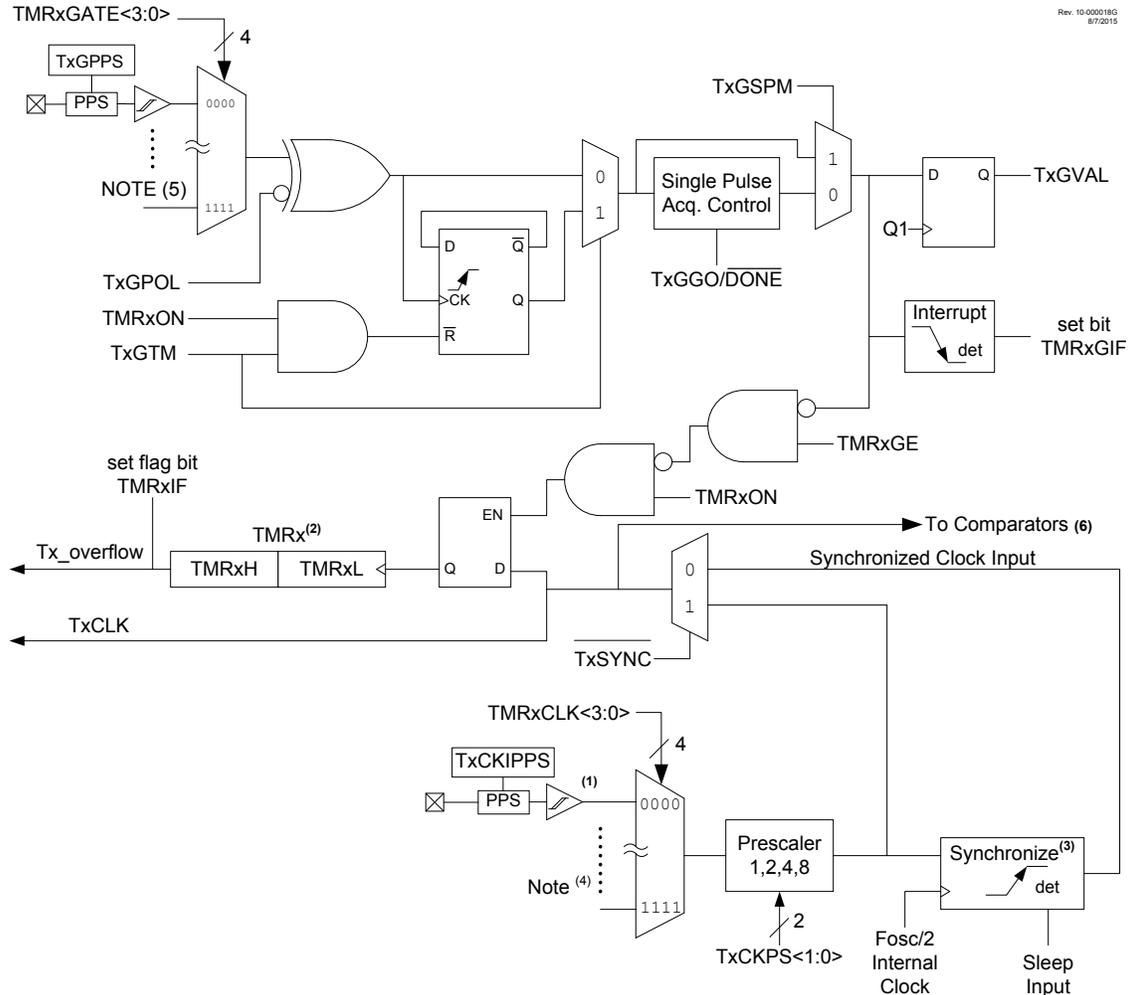 Rev. 10-000018G
8/7/2015
TMRxGATE<3:0>
4
TxGPPS
PPS
0000
NOTE (5)
1111
TxGPOL
TMRxON
TxGTM
D
Q
CK
Q
R
0
1
TxGSPM
Single Pulse
Acq. Control
TxGGO/DONE
1
0
D
Q
Q1
TxGVAL
Interrupt
det
set bit
TMRxGIF
TMRxGE
TMRxON
set flag bit
TMRxIF
Tx_overflow
TMRx(2)
TMRxH
TMRxL
EN
Q
D
TxCLK
To Comparators (6)
Synchronized Clock Input
0
1
TxSYNC
TMRxCLK<3:0>
4
TxCKIPPS
PPS
(1)
0000
Note (4)
1111
Prescaler
1,2,4,8
2
TxCKPS<1:0>
Synchronize(3)
det
Fosc/2
Internal
Clock
Sleep
Input